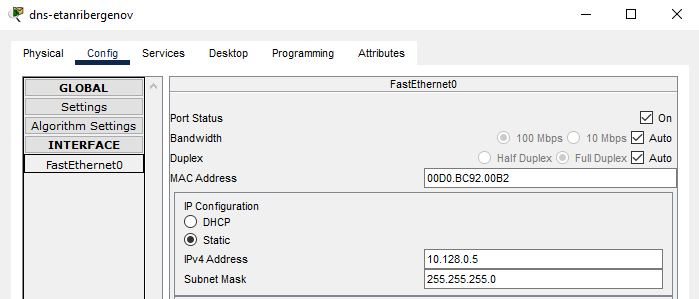 dns-etanribergenov
Physical Config Services Desktop Programming Attributes
GLOBAL
Settings
Algorithm Settings
INTERFACE
FastEthernet0
FastEthernet0
Port Status On
Bandwidth 100 Mbps 10 Mbps Auto
Duplex Half Duplex Full Duplex Auto
MAC Address 00D0.BC92.00B2
IP Configuration
DHCP
Static
IPv4 Address 10.128.0.5
Subnet Mask 255.255.255.0